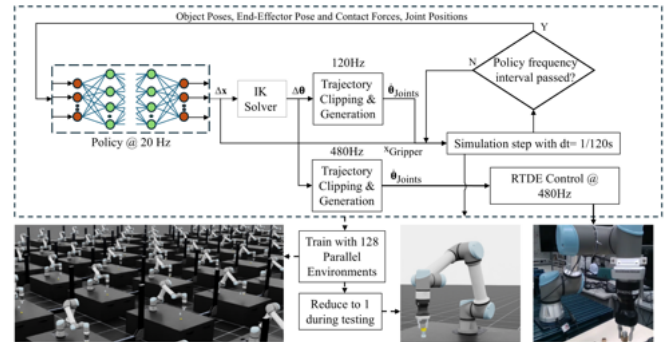 Object Poses, End-Effector Pose and Contact Forces, Joint Positions
Y
N
Policy frequency
interval passed?
120Hz
Δx
IK
Solver
Δθ
Trajectory
Clipping &
Generation
θ̇Joints
Policy @ 20 Hz
xGripper
Simulation step with dt= 1/120s
480Hz
Trajectory
Clipping &
Generation
θ̇Joints
RTDE Control @
480Hz
Train with 128
Parallel
Environments
Reduce to 1
during testing